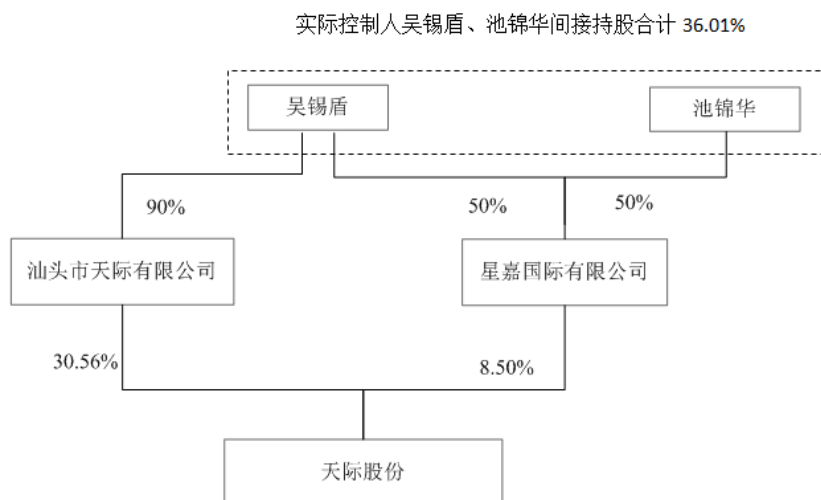 实际控制人吴锡盾、池锦华间接持股合计 36.01%
吴锡盾
池锦华
90%
50%
50%
汕头市天际有限公司
星嘉国际有限公司
30.56%
8.50%
天际股份